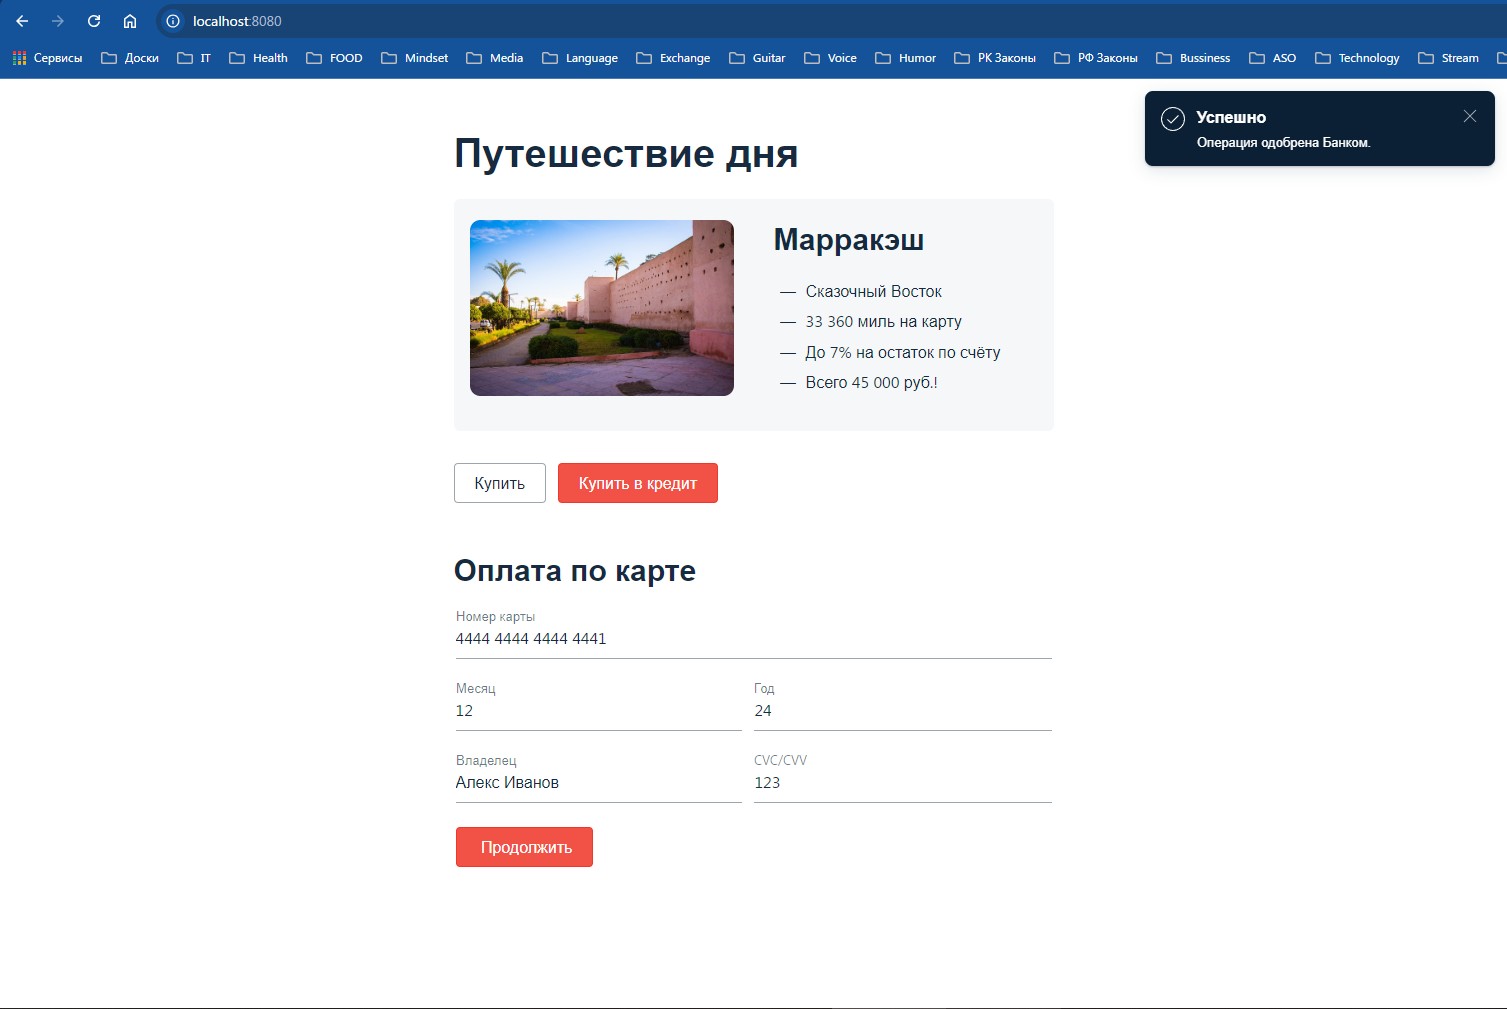 localhost:8080
Сервисы Доски IT Health FOOD Mindset Media Language Exchange Guitar Voice Humor РК Законы РФ Законы Bussiness ASO Technology Stream
Успешно
Операция одобрена Банком.
Путешествие дня
Марракэш
— Сказочный Восток
— 33 360 миль на карту
— До 7% на остаток по счёту
— Всего 45 000 руб.!
Купить Купить в кредит
Оплата по карте
Номер карты
4444 4444 4444 4441
Месяц Год
12 24
Владелец CVC/CVV
Алекс Иванов 123
Продолжить